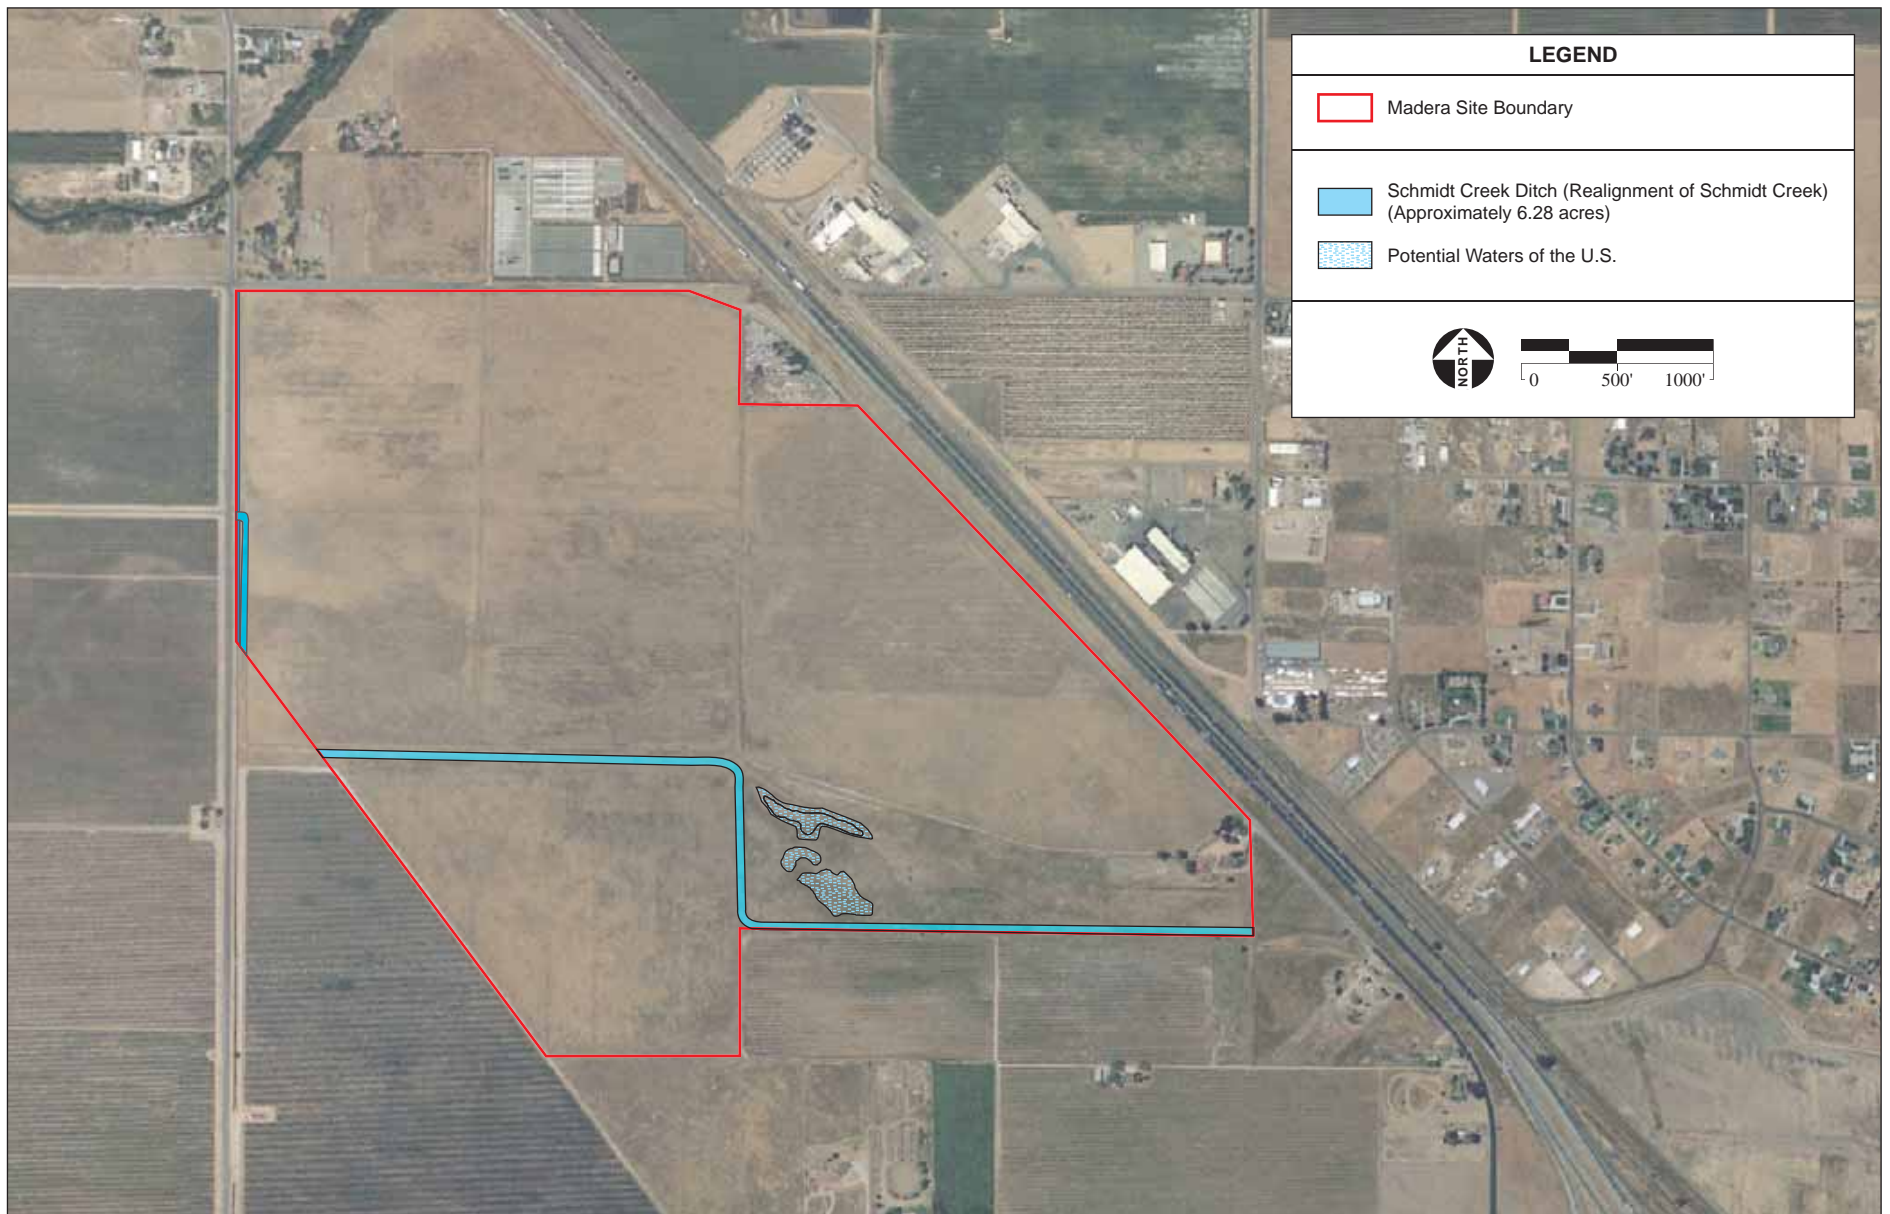 LEGEND
Madera Site Boundary
Schmidt Creek Ditch (Realignment of Schmidt Creek)
(Approximately 6.28 acres)
Potential Waters of the U.S.
NORTH
0 500' 1000'